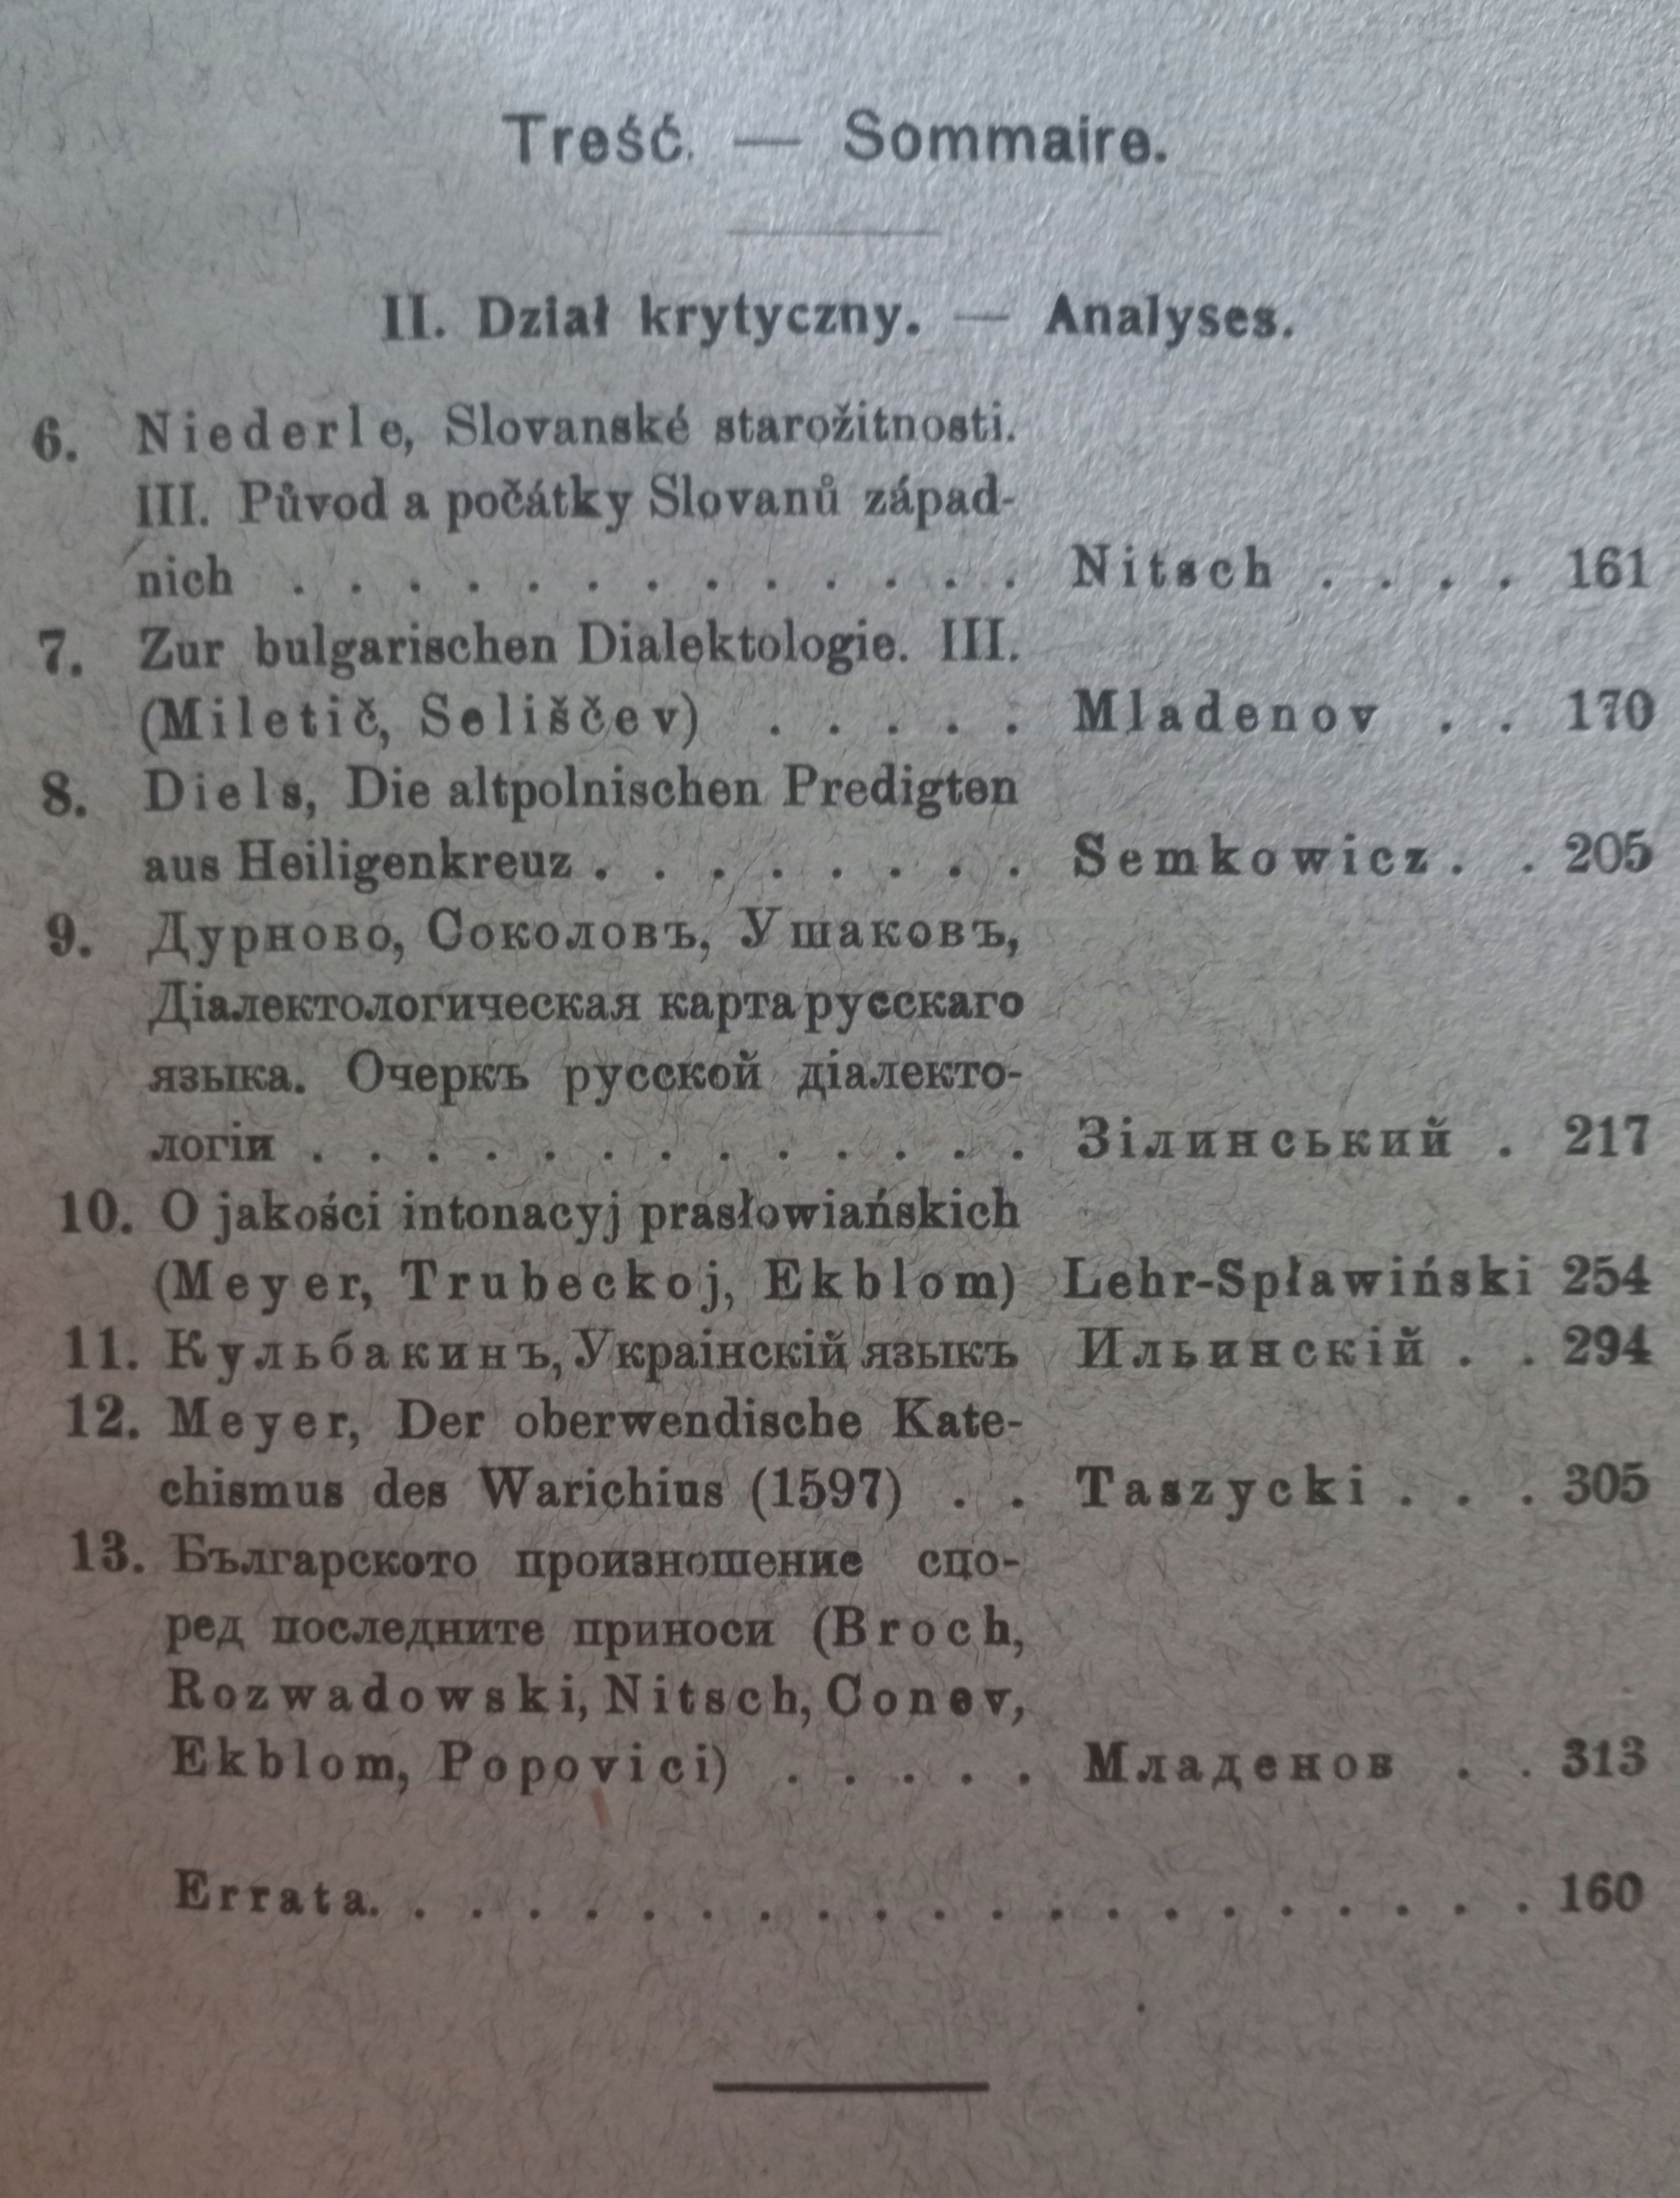 Treść. — Sommaire.
II. Dział krytyczny. — Analyses.
6. Niederle, Slovanské starožitnosti.
III. Původ a počátky Slovanů západ-
nich . . . . . . . . . . . . . Nitsch . . . . 161
7. Zur bulgarischen Dialektologie. III.
(Miletič, Seliščev) . . . . . Mladenov . . 170
8. Diels, Die altpolnischen Predigten
aus Heiligenkreuz . . . . . . . . Semkowicz . . 205
9. Дурново, Соколовъ, Ушаковъ,
Діалектологическая карта русскаго
языка. Очеркъ русской діалекто-
логіи . . . . . . . . . . . . . Зілинський . 217
10. O jakości intonacyj prasłowiańskich
(Meyer, Trubeckoj, Ekblom) Lehr-Spławiński 254
11. Кульбакинъ, Украінскій языкъ Ильинскій . . 294
12. Meyer, Der oberwendische Kate-
chismus des Warichius (1597) . . Taszycki . . . 305
13. Българското произношение спо-
ред последните приноси (Broch,
Rozwadowski, Nitsch, Conev,
Ekblom, Popovici) . . . . . Младенов . . 313
Errata. . . . . . . . . . . . . . . . . . . . . 160